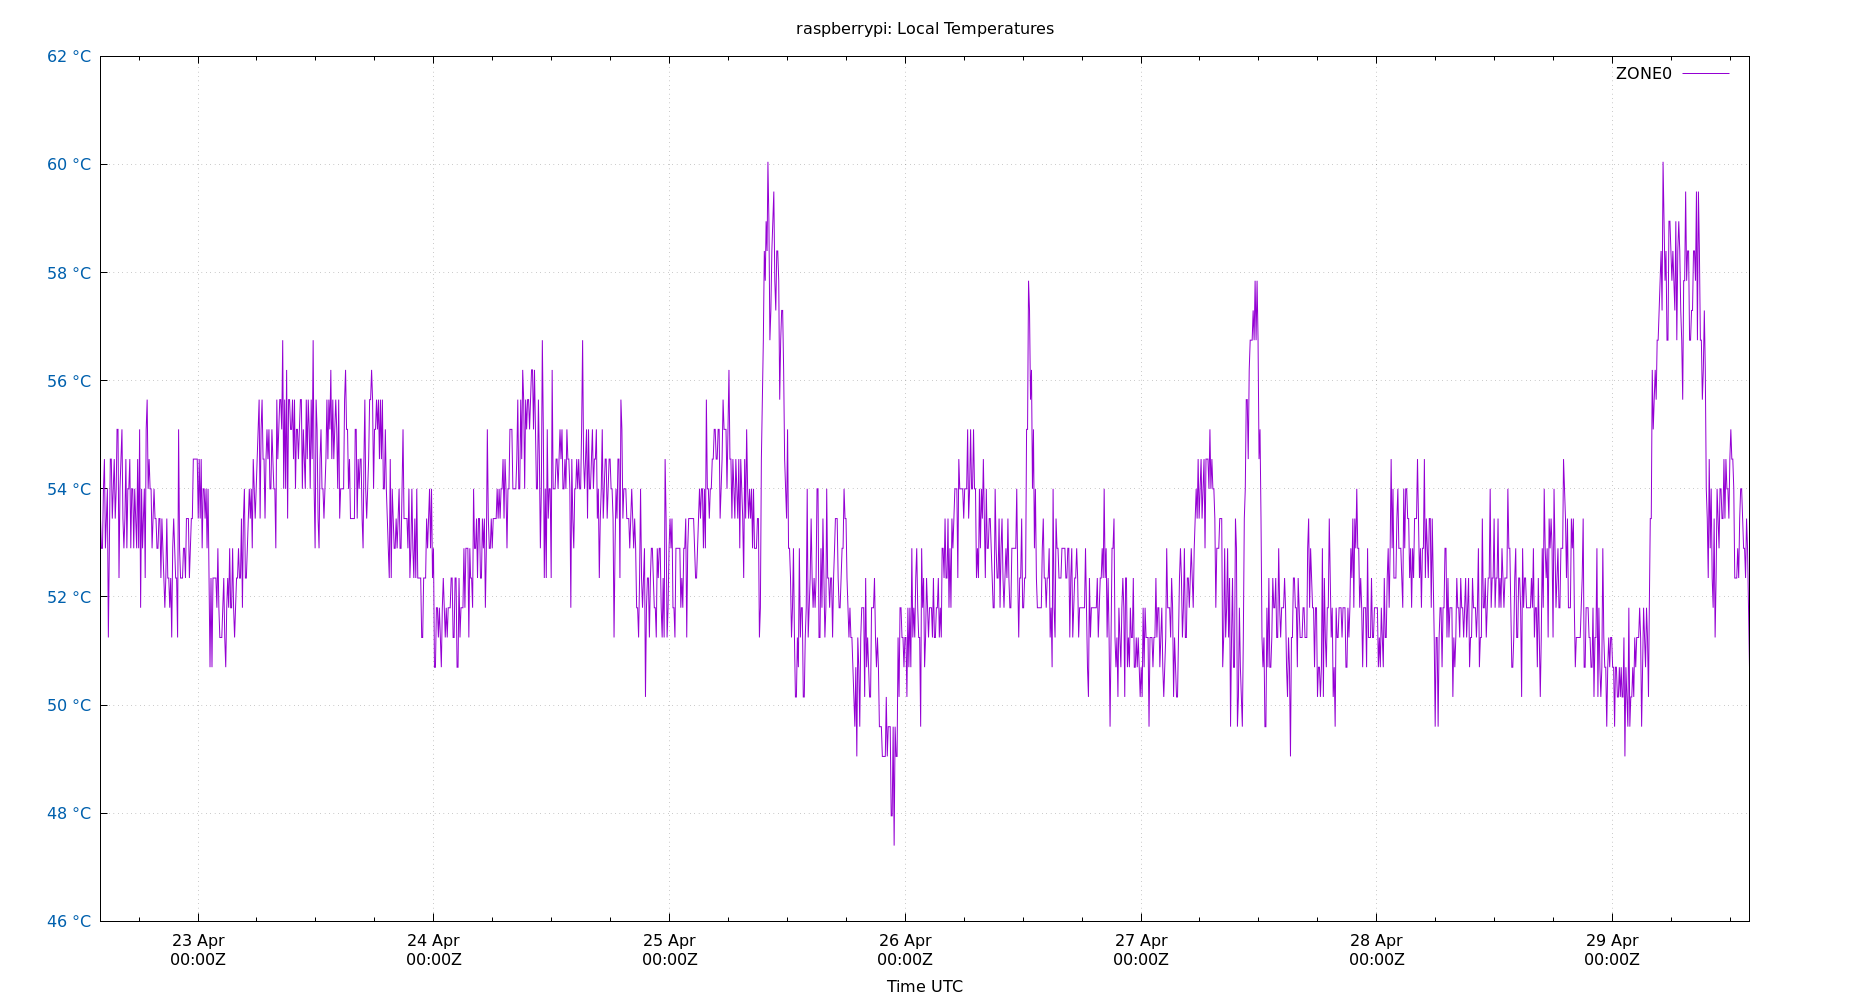 raspberrypi: Local Temperatures
62 °C
ZONE0
60 °C
58 °C
56 °C
54 °C
52 °C
50 °C
48 °C
46 °C
23 Apr 24 Apr 25 Apr 26 Apr 27 Apr 28 Apr 29 Apr
00:00Z 00:00Z 00:00Z 00:00Z 00:00Z 00:00Z 00:00Z
Time UTC